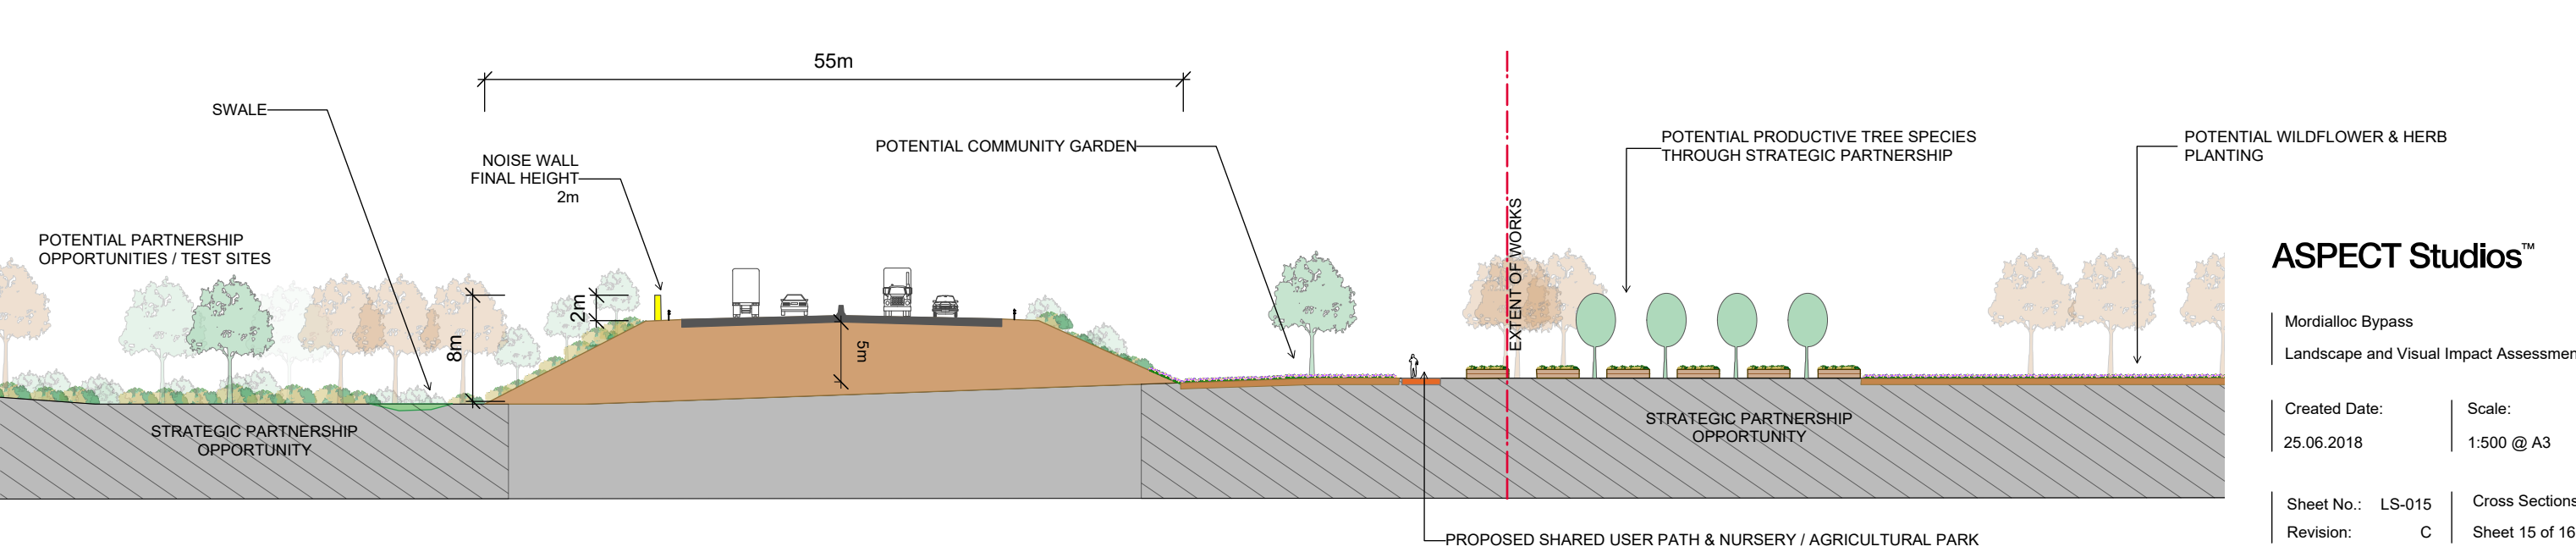 55m
SWALE
NOISE WALL
FINAL HEIGHT
2m
POTENTIAL COMMUNITY GARDEN
POTENTIAL PRODUCTIVE TREE SPECIES
THROUGH STRATEGIC PARTNERSHIP
POTENTIAL WILDFLOWER & HERB
PLANTING
POTENTIAL PARTNERSHIP
OPPORTUNITIES / TEST SITES
EXTENT OF WORKS
2m
8m
5m
STRATEGIC PARTNERSHIP
OPPORTUNITY
STRATEGIC PARTNERSHIP
OPPORTUNITY
PROPOSED SHARED USER PATH & NURSERY / AGRICULTURAL PARK
ASPECT Studios™
Mordialloc Bypass
Landscape and Visual Impact Assessmen
Created Date:
25.06.2018
Scale:
1:500 @ A3
Sheet No.: LS-015
Revision: C
Cross Sections
Sheet 15 of 16